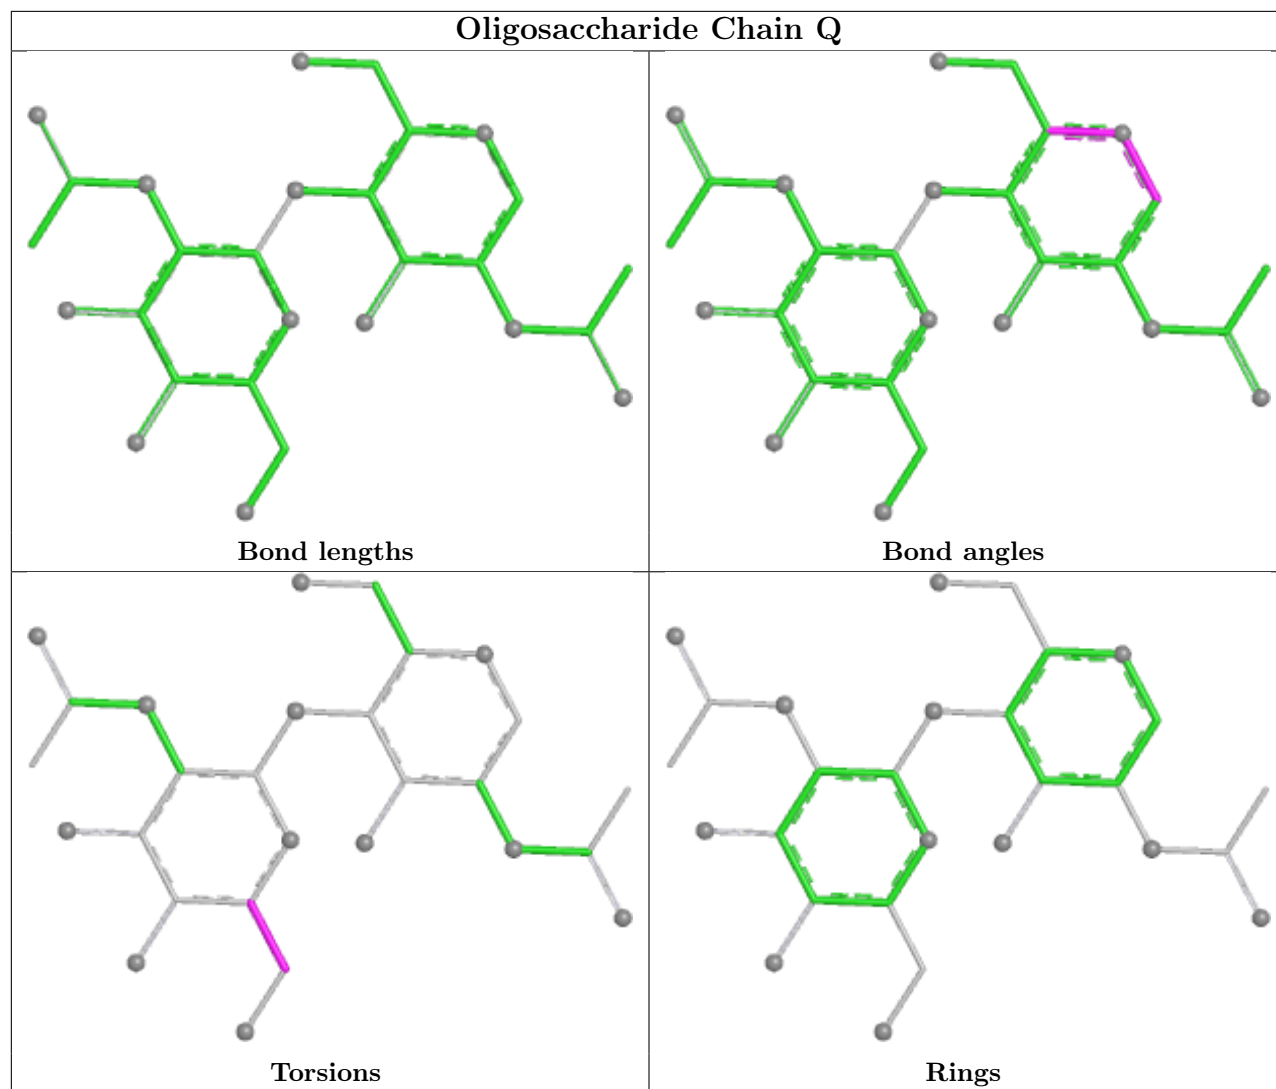 Oligosaccharide Chain Q
Bond lengths
Bond angles
Torsions
Rings